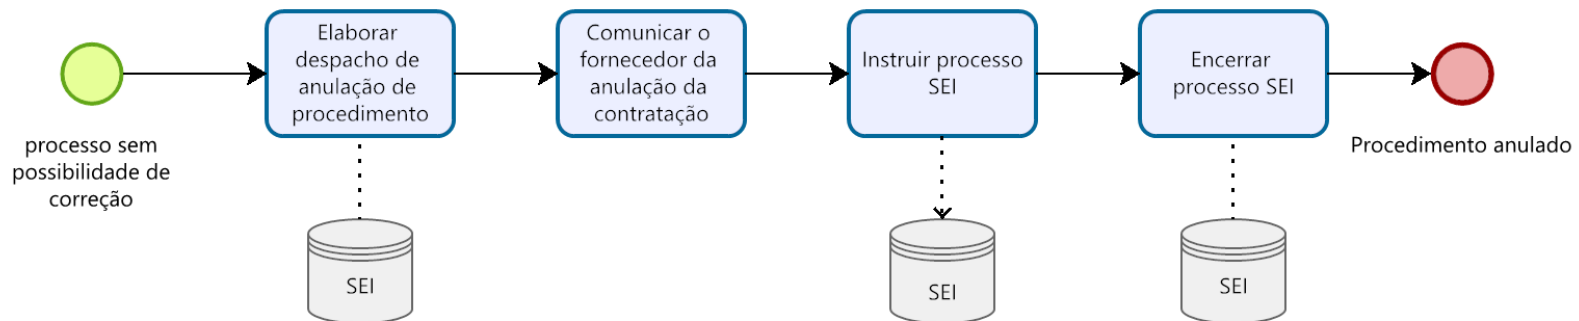 processo sem
possibilidade de
correção
Elaborar
despacho de
anulação de
procedimento
SEI
Comunicar o
fornecedor da
anulação da
contratação
Instruir processo
SEI
SEI
Encerrar
processo SEI
SEI
Procedimento anulado